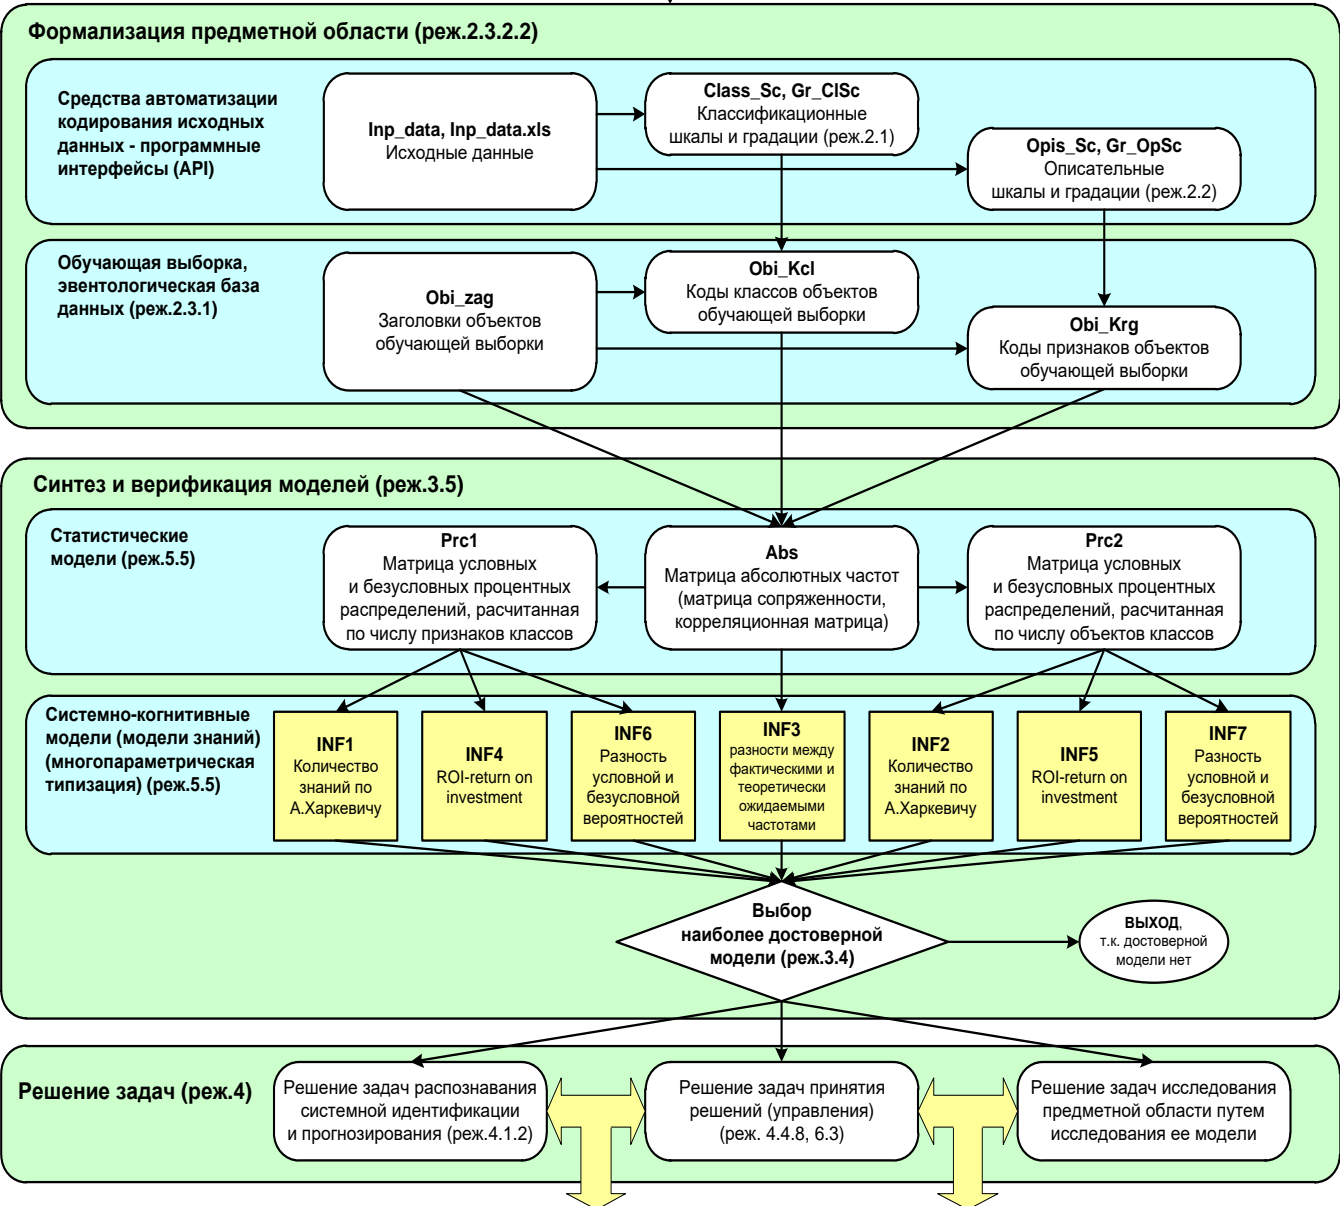 Формализация предметной области (реж.2.3.2.2)
Средства автоматизации
кодирования исходных
данных - программные
интерфейсы (API)
Inp_data, Inp_data.xls
Исходные данные
Class_Sc, Gr_ClSc
Классификационные
шкалы и градации (реж.2.1)
Opis_Sc, Gr_OpSc
Описательные
шкалы и градации (реж.2.2)
Обучающая выборка,
эвентологическая база
данных (реж.2.3.1)
Obi_zag
Заголовки объектов
обучающей выборки
Obi_Kcl
Коды классов объектов
обучающей выборки
Obi_Krg
Коды признаков объектов
обучающей выборки
Синтез и верификация моделей (реж.3.5)
Статистические
модели (реж.5.5)
Prc1
Матрица условных
и безусловных процентных
распределений, расчитанная
по числу признаков классов
Abs
Матрица абсолютных частот
(матрица сопряженности,
корреляционная матрица)
Prc2
Матрица условных
и безусловных процентных
распределений, расчитанная
по числу объектов классов
Системно-когнитивные
модели (модели знаний)
(многопараметрическая
типизация) (реж.5.5)
INF1
Количество
знаний по
А.Харкевичу
INF4
ROI-return on
investment
INF6
Разность
условной и
безусловной
вероятностей
INF3
разности между
фактическими и
теоретически
ожидаемыми
частотами
INF2
Количество
знаний по
А.Харкевичу
INF5
ROI-return on
investment
INF7
Разность
условной и
безусловной
вероятностей
Выбор
наиболее достоверной
модели (реж.3.4)
ВЫХОД,
т.к. достоверной
модели нет
Решение задач (реж.4)
Решение задач распознавания
системной идентификации
и прогнозирования (реж.4.1.2)
Решение задач принятия
решений (управления)
(реж. 4.4.8, 6.3)
Решение задач исследования
предметной области путем
исследования ее модели